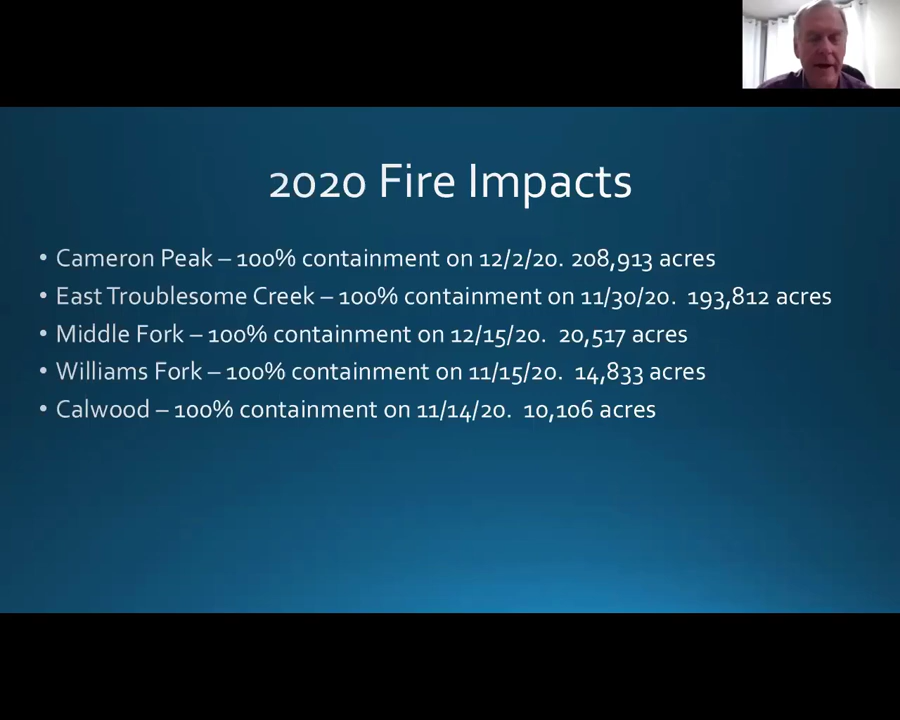 2020 Fire Impacts
• Cameron Peak – 100% containment on 12/2/20. 208,913 acres
• East Troublesome Creek – 100% containment on 11/30/20. 193,812 acres
• Middle Fork – 100% containment on 12/15/20. 20,517 acres
• Williams Fork – 100% containment on 11/15/20. 14,833 acres
• Calwood – 100% containment on 11/14/20. 10,106 acres